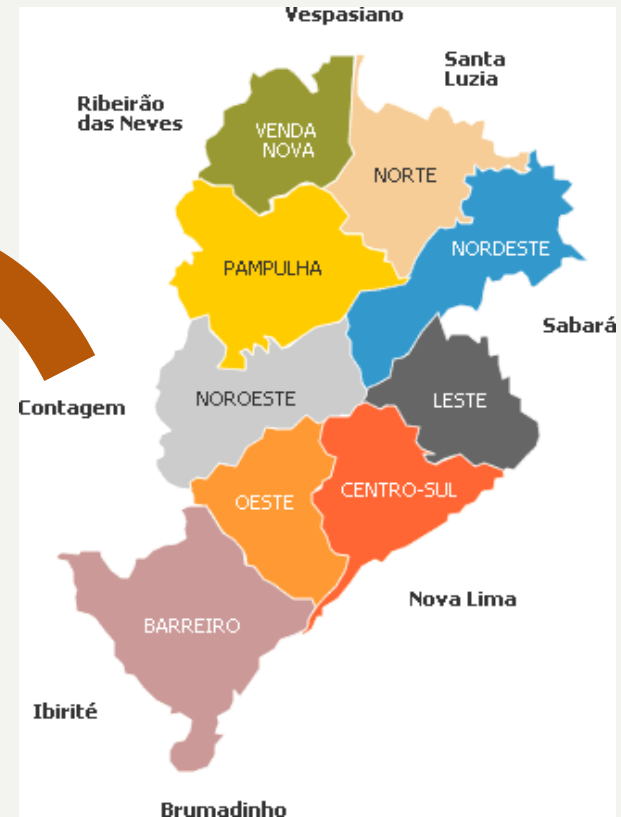 Vespasiano
Santa
Luzia
Ribeirão
das Neves
VENDA
NOVA
NORTE
NORDESTE
PAMPULHA
Sabará
NOROESTE
LESTE
Contagem
CENTRO-SUL
OESTE
Nova Lima
BARREIRO
Ibirité
Brumadinho